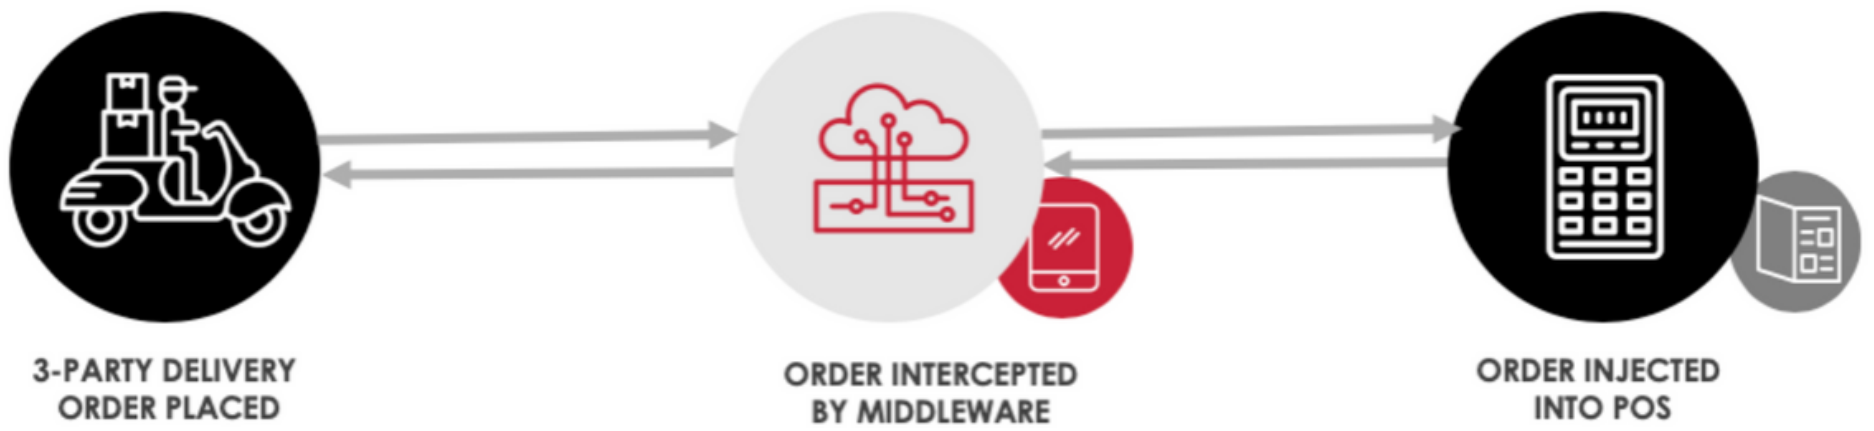 3-PARTY DELIVERY
ORDER PLACED
ORDER INTERCEPTED
BY MIDDLEWARE
ORDER INJECTED
INTO POS